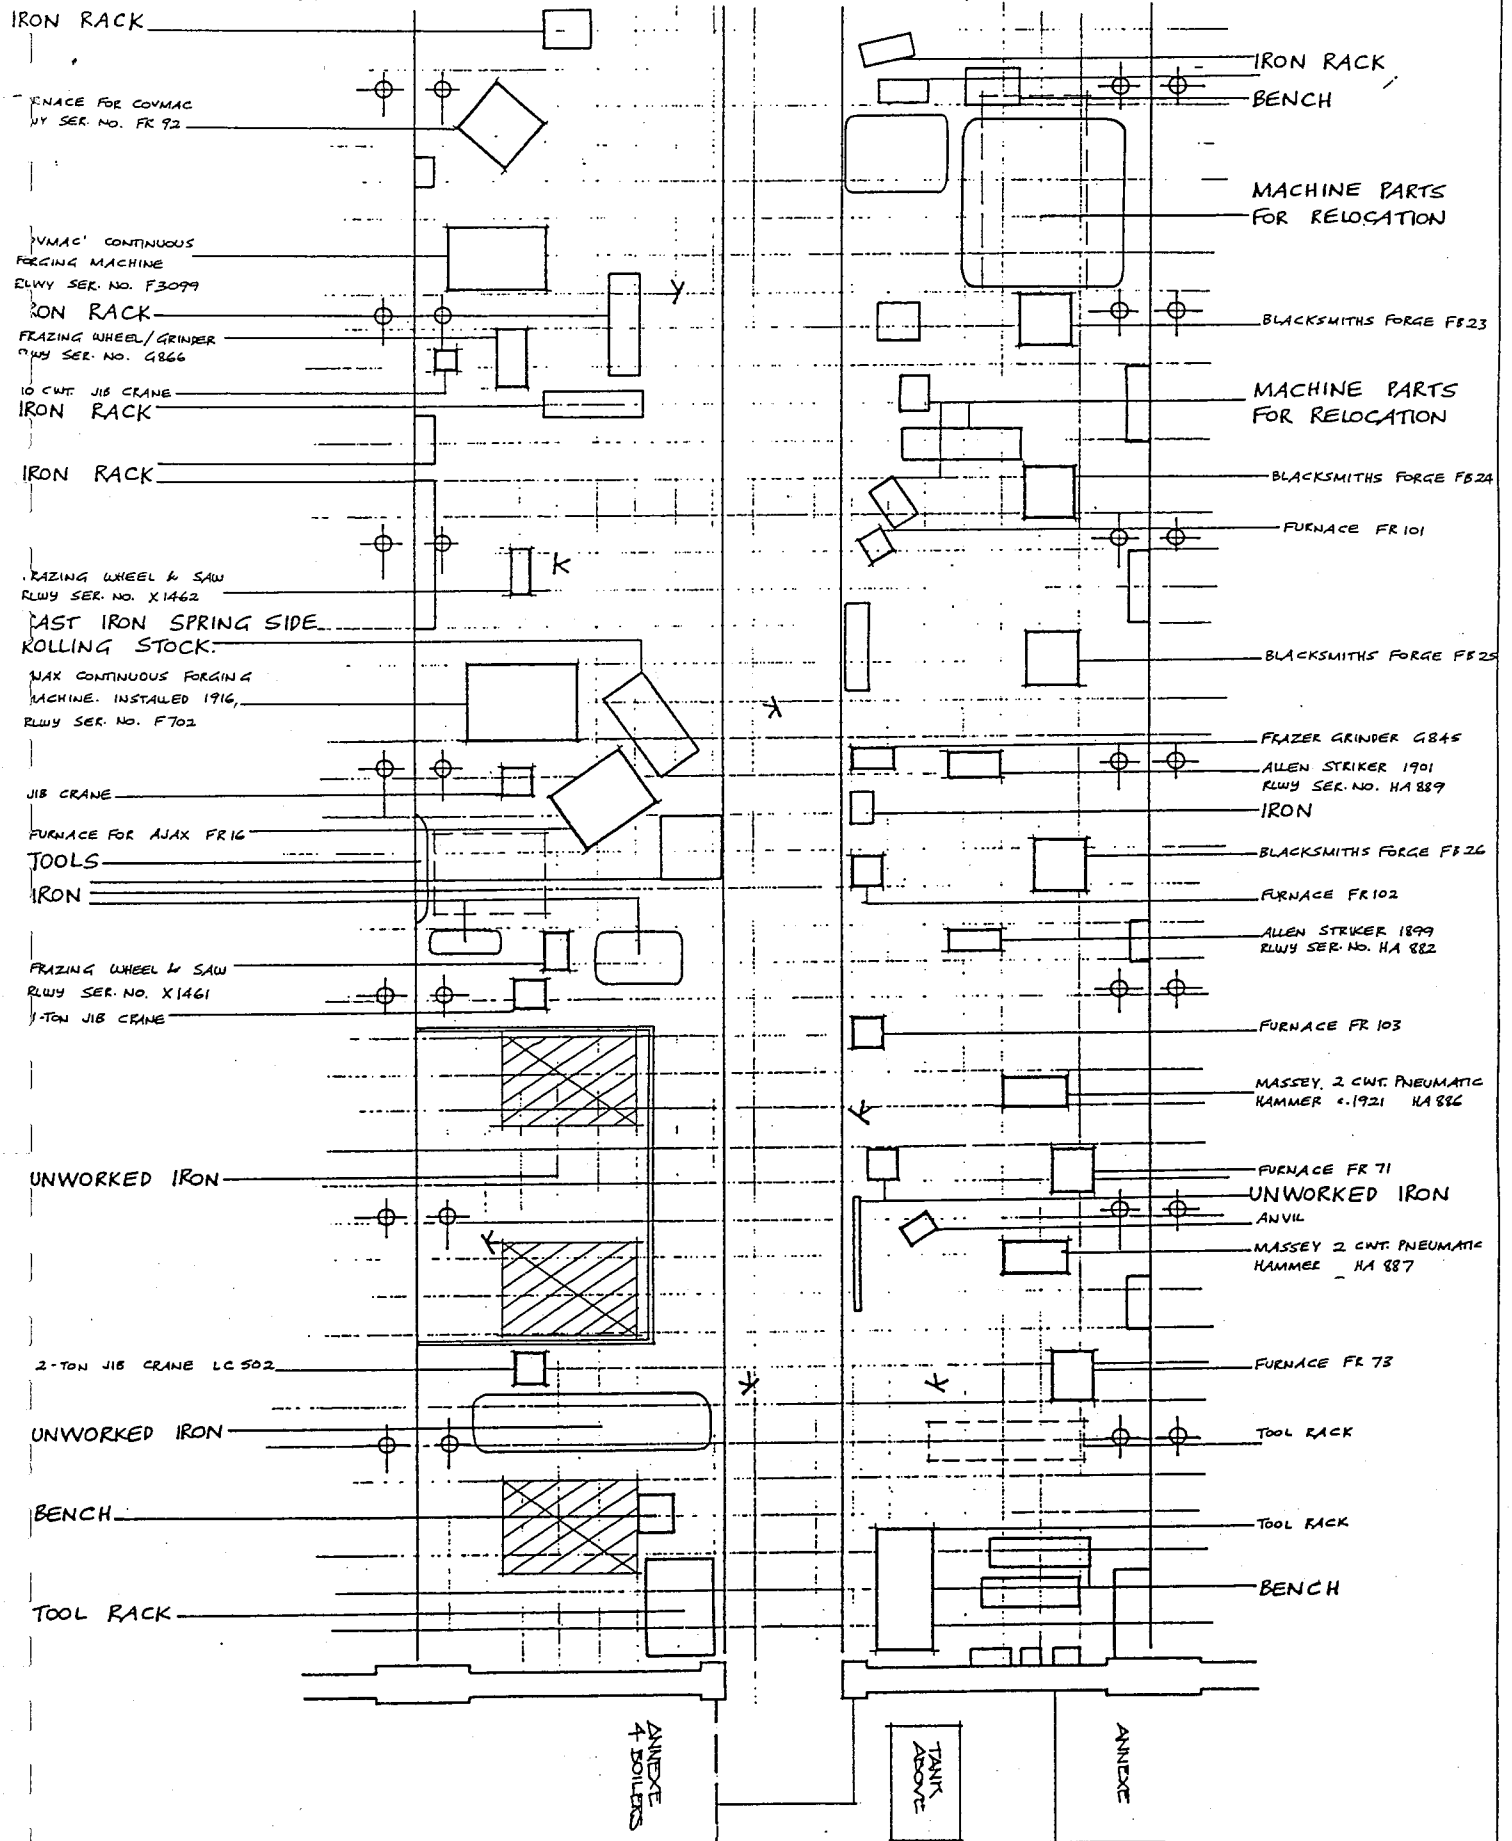 IRON RACK
FOR COVMAC
SER. NO. FK 92
CONTINUOUS
FORGING MACHINE
RLWY SER. NO. F3099
RACK
FRAZING WHEEL/GRINDER
SER. NO. G866
10 CWT. JIB CRANE
IRON RACK
IRON RACK
WHEEL & SAW
RLWY SER. NO. X1462
CAST IRON SPRING SIDE
ROLLING STOCK.
CONTINUOUS FORGING
INSTALLED 1916,
RLWY SER. NO. F702
JIB CRANE
FURNACE FOR AJAX FR16
TOOLS
IRON
FRAZING WHEEL & SAW
RLWY SER. NO. X1461
1-TON JIB CRANE
UNWORKED IRON
2-TON JIB CRANE LC 502
UNWORKED IRON
BENCH
TOOL RACK
IRON RACK
BENCH
MACHINE PARTS
FOR RELOCATION
BLACKSMITHS FORGE FB23
MACHINE PARTS
FOR RELOCATION
BLACKSMITHS FORGE FB24
FURNACE FR 101
BLACKSMITHS FORGE FB25
FRAZER GRINDER G845
ALLEN STRIKER 1901
RLWY SER. NO. HA 889
IRON
BLACKSMITHS FORGE FB26
FURNACE FR 102
ALLEN STRIKER 1899
RLWY SER. NO. HA 882
FURNACE FR 103
MASSEY 2 CWT. PNEUMATIC
HAMMER c.1921 HA 886
FURNACE FR 71
UNWORKED IRON
ANVIL
MASSEY 2 CWT. PNEUMATIC
HAMMER HA 887
FURNACE FR 73
TOOL RACK
TOOL RACK
BENCH
ANNEXE
4 BOILERS
TANK
ABOVE
ANNEXE